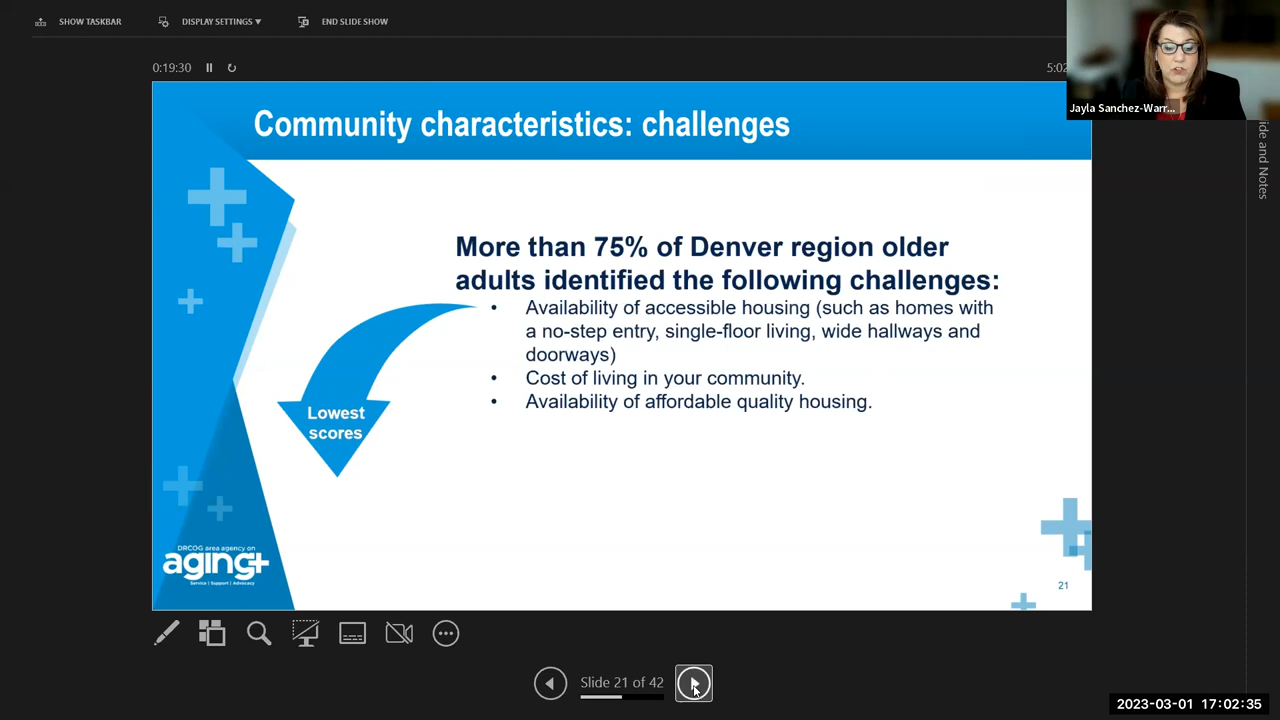 SHOW TASKBAR
DISPLAY SETTINGS ▾
END SLIDE SHOW
0:19:30
5:02
Jayla Sanchez-Warr...
Community characteristics: challenges
More than 75% of Denver region older
adults identified the following challenges:
• Availability of accessible housing (such as homes with
a no-step entry, single-floor living, wide hallways and
doorways)
• Cost of living in your community.
• Availability of affordable quality housing.
Lowest
scores
DRCOG area agency on
aging+
Service | Support | Advocacy
21
ide and Notes
Slide 21 of 42
2023-03-01 17:02:35